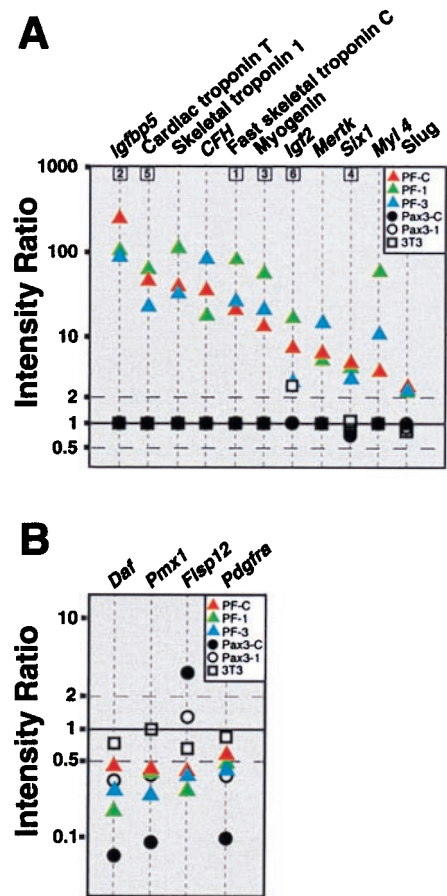 A
Igfbp5
Cardiac troponin T
Skeletal troponin 1
CFH
Fast skeletal troponin C
Myogenin
Igf2
Mertk
Six1
Myl 4
Slug
Intensity Ratio
1000
100
10
2
1
0.5
2 5 1 3 6 4
PF-C
PF-1
PF-3
Pax3-C
Pax3-1
3T3
B
Daf
Pmx1
Fisp12
Pdgfra
Intensity Ratio
10
2
1
0.5
0.1
PF-C
PF-1
PF-3
Pax3-C
Pax3-1
3T3